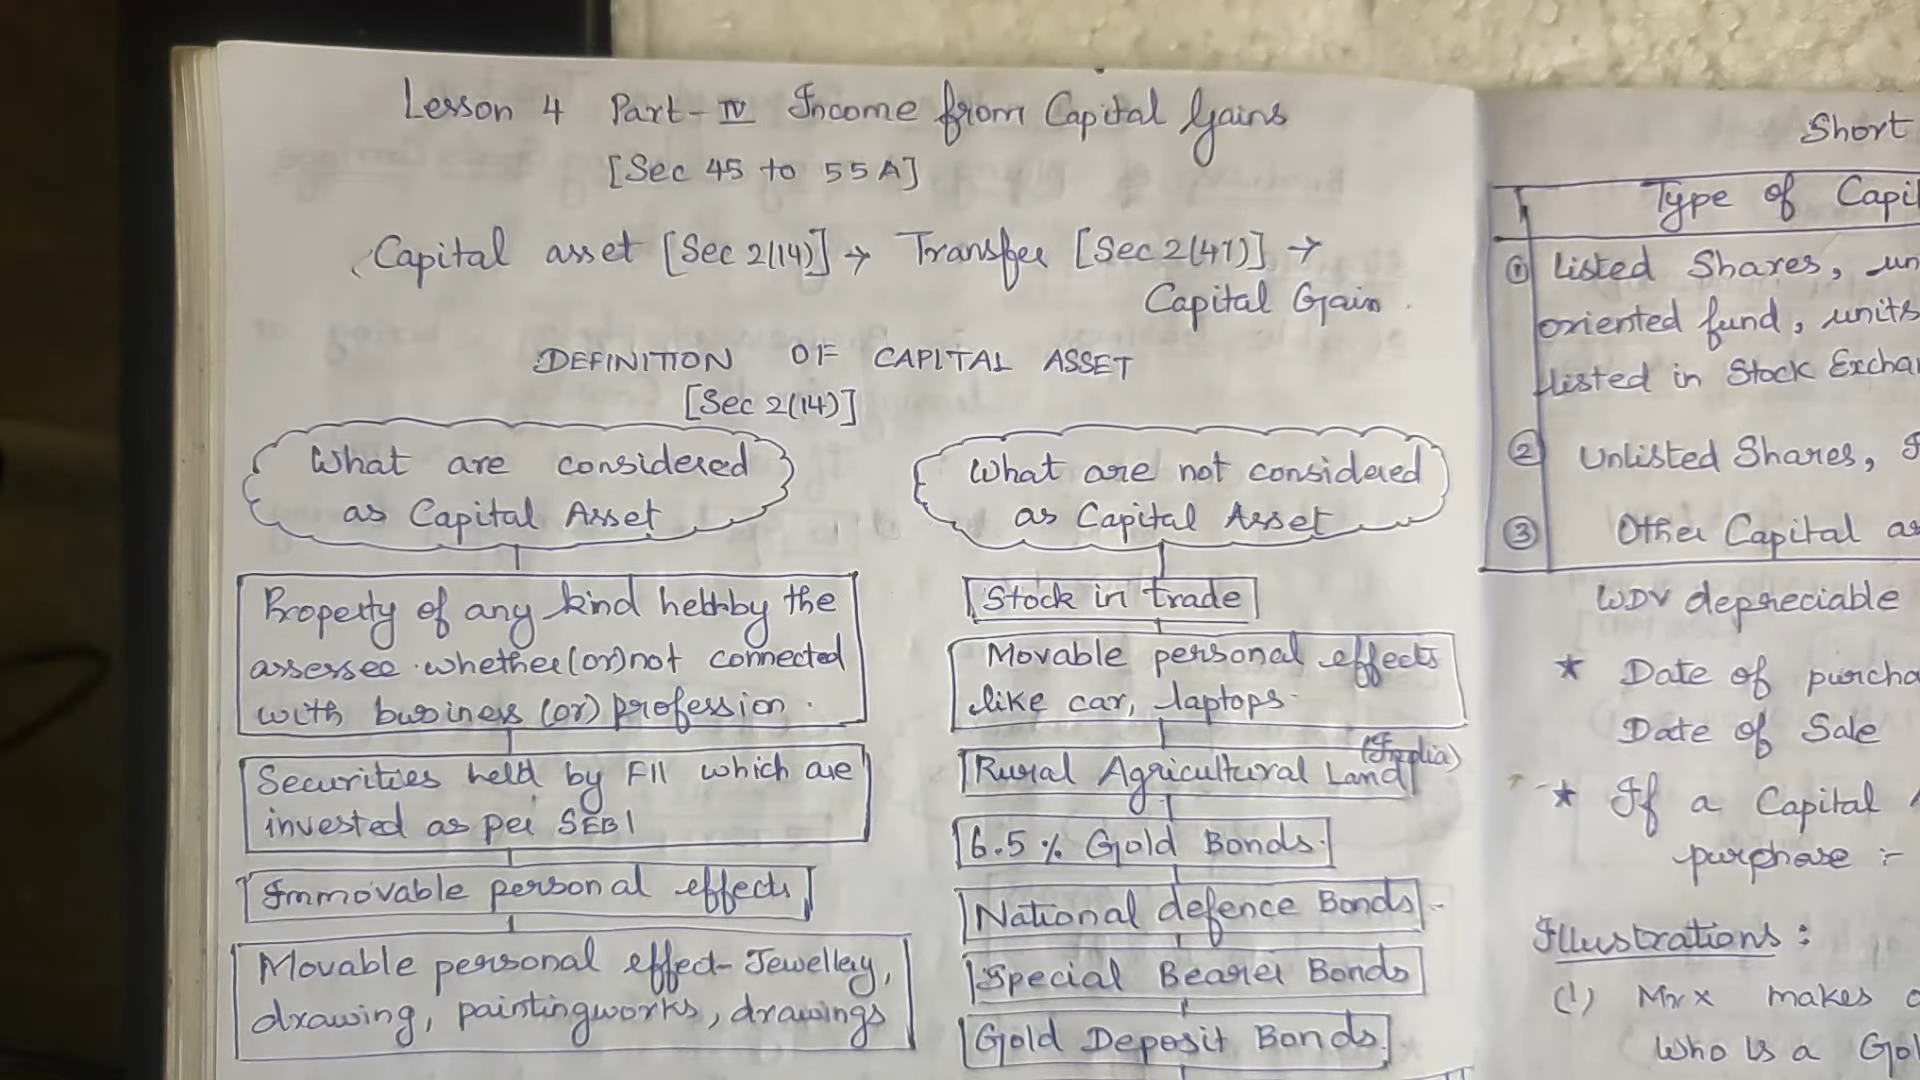 Lesson 4 Part-IV Income from Capital Gains
[Sec 45 to 55A]
Capital asset [Sec 2(14)] → Transfer [Sec 2(47)] →
Capital Gain.
DEFINITION OF CAPITAL ASSET
[Sec 2(14)]
What are considered
as Capital Asset
Property of any kind held by the
assessee whether (or) not connected
with business (or) profession.
Securities held by FII which are
invested as per SEBI
Immovable personal effects
Movable personal effect- Jewellery,
drawing, painting works, drawings
What are not considered
as Capital Asset
Stock in trade
Movable personal effects
like car, laptops.
(India)
Rural Agricultural Land
6.5% Gold Bonds.
National defence Bonds
Special Bearer Bonds
Gold Deposit Bonds.
Short
Type of Capi
① Listed Shares, un
oriented fund, units
listed in Stock Exchan
② Unlisted Shares,
③ Other Capital as
WDV depreciable
* Date of purcha
Date of Sale
* If a Capital
purphase :-
Illustrations :
(1) Mr X makes
Who is a Gol